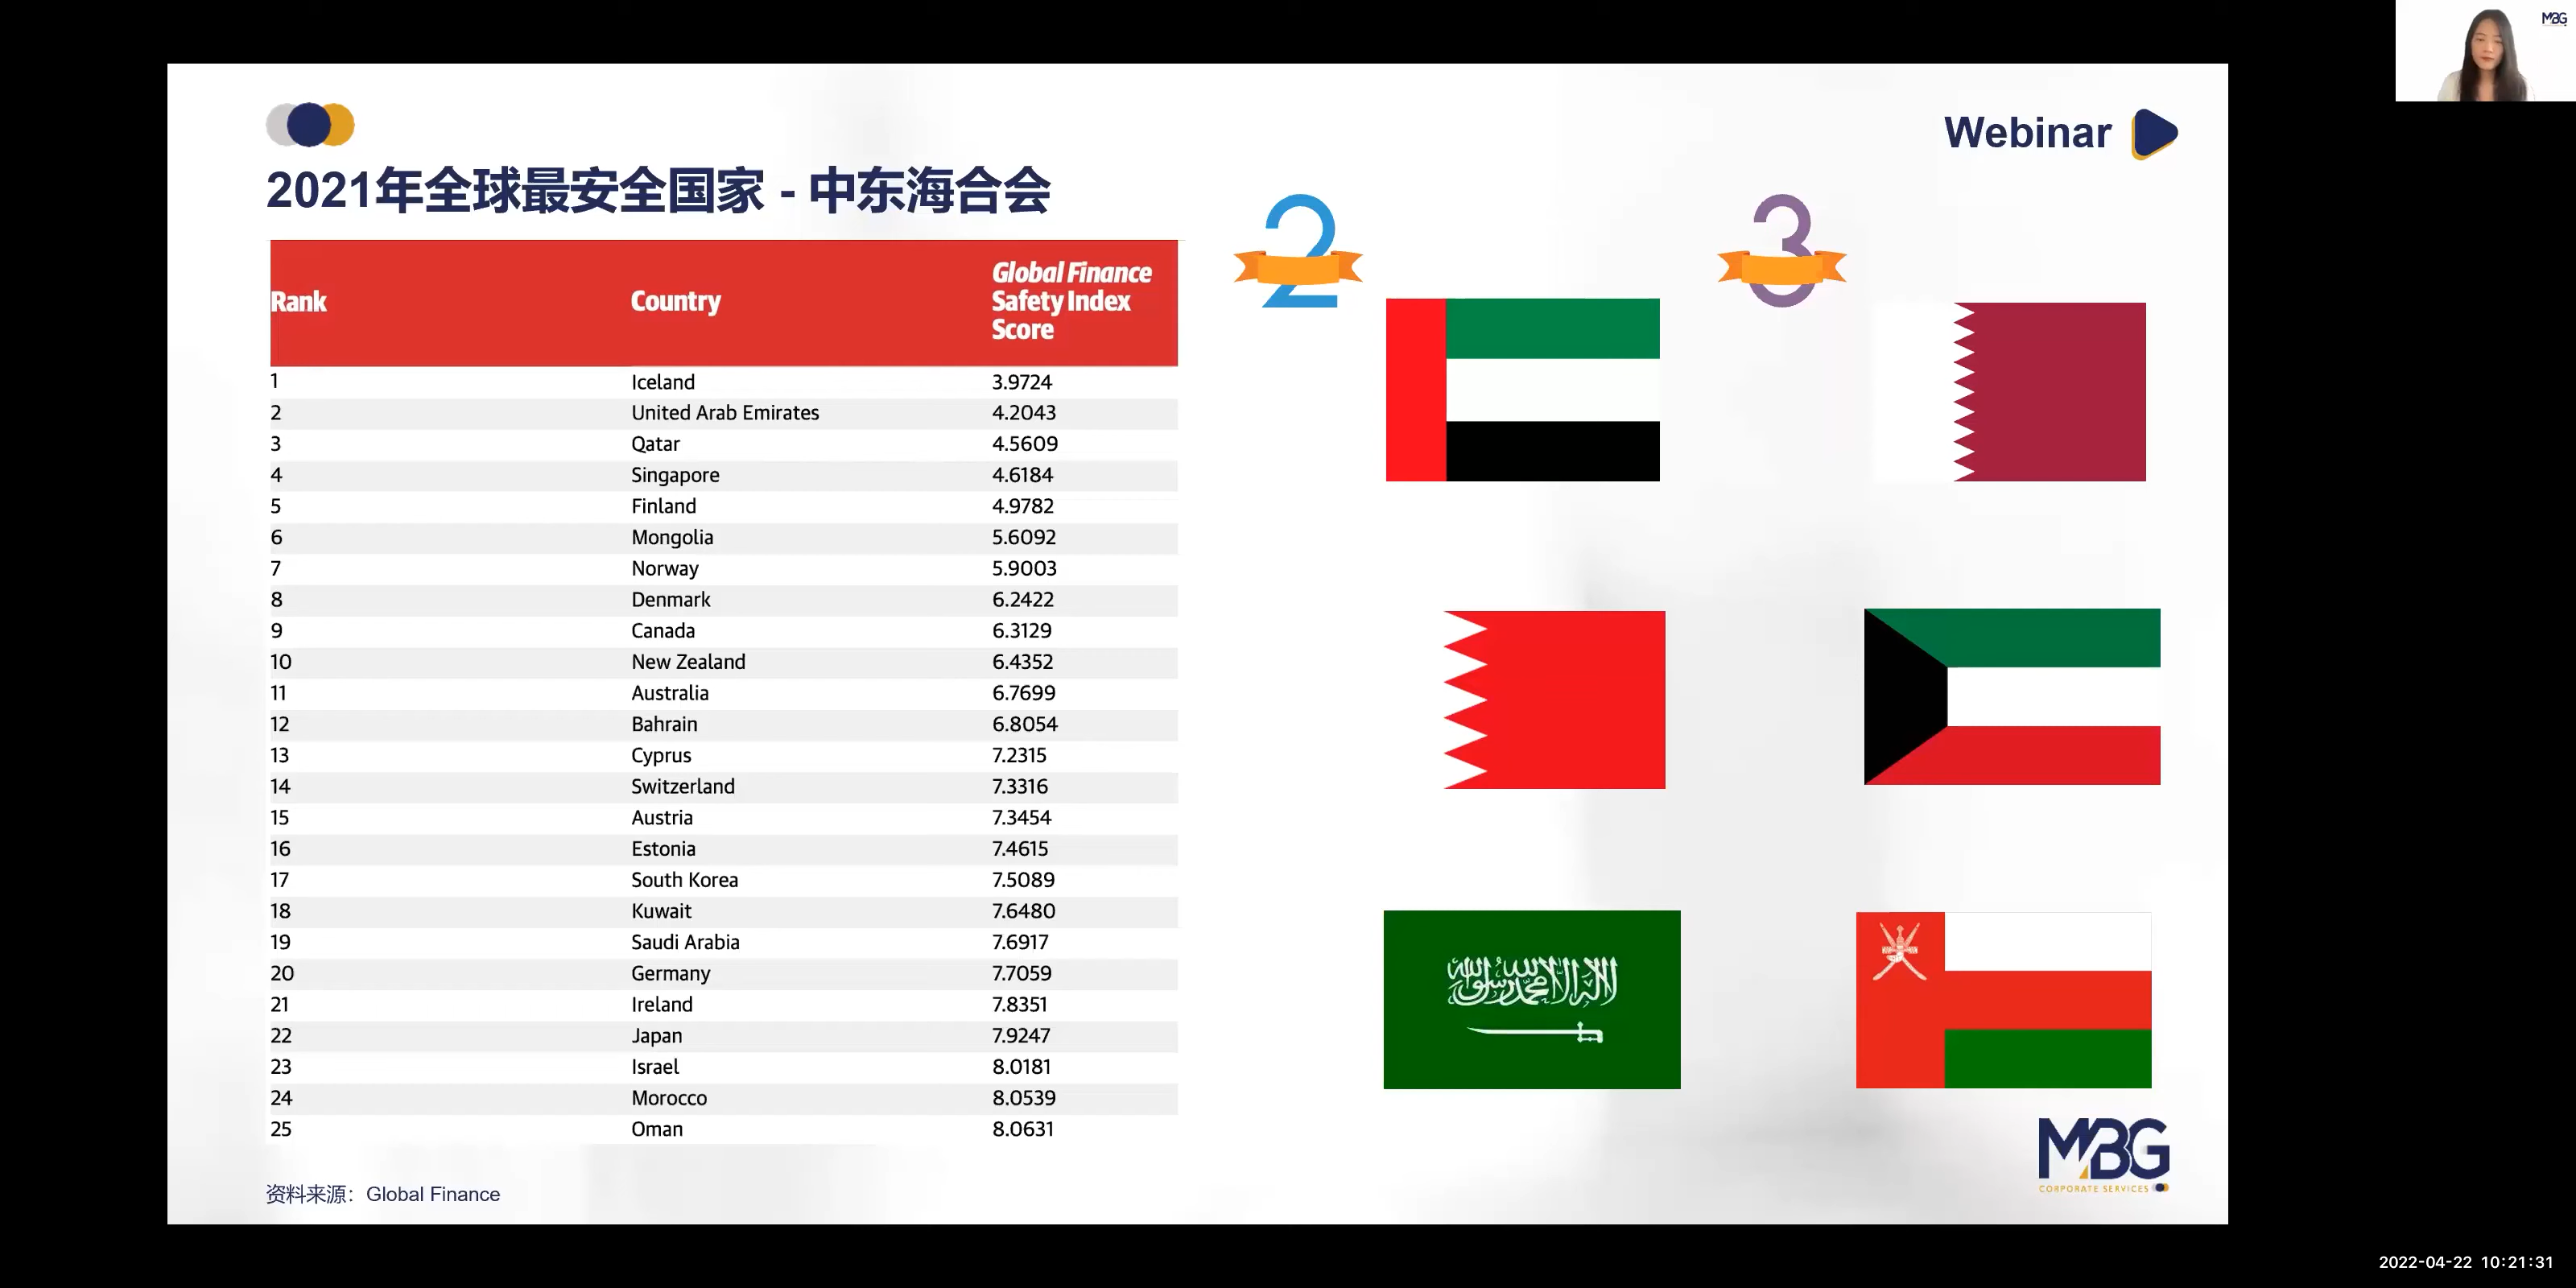 MBG
Webinar
2021年全球最安全国家 - 中东海合会
2
3
Rank Country Global Finance Safety Index Score
1 Iceland 3.9724
2 United Arab Emirates 4.2043
3 Qatar 4.5609
4 Singapore 4.6184
5 Finland 4.9782
6 Mongolia 5.6092
7 Norway 5.9003
8 Denmark 6.2422
9 Canada 6.3129
10 New Zealand 6.4352
11 Australia 6.7699
12 Bahrain 6.8054
13 Cyprus 7.2315
14 Switzerland 7.3316
15 Austria 7.3454
16 Estonia 7.4615
17 South Korea 7.5089
18 Kuwait 7.6480
19 Saudi Arabia 7.6917
20 Germany 7.7059
21 Ireland 7.8351
22 Japan 7.9247
23 Israel 8.0181
24 Morocco 8.0539
25 Oman 8.0631
لا إله إلا الله محمد رسول الله
MBG
CORPORATE SERVICES
资料来源：Global Finance
2022-04-22 10:21:31